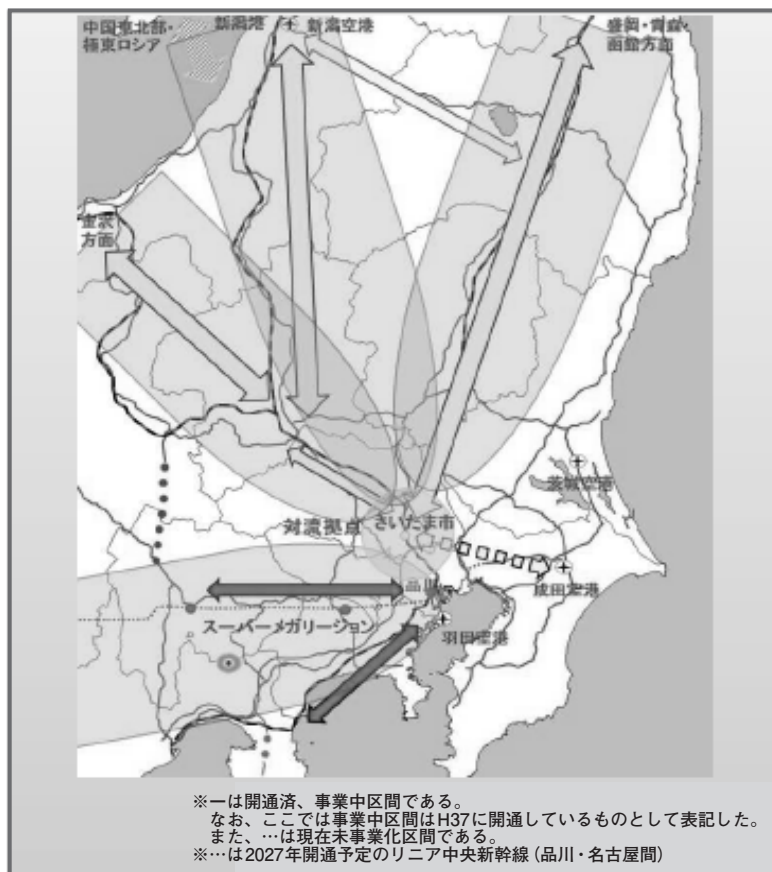 中国東北部・
極東ロシア
新潟港
新潟空港
盛岡・青森・
函館方面
金沢
方面
茨城空港
対流拠点
さいたま市
成田空港
品川
羽田空港
スーパーメガリージョン
※ーは開通済、事業中区間である。
なお、ここでは事業中区間はH37に開通しているものとして表記した。
また、…は現在未事業化区間である。
※…は2027年開通予定のリニア中央新幹線（品川・名古屋間）